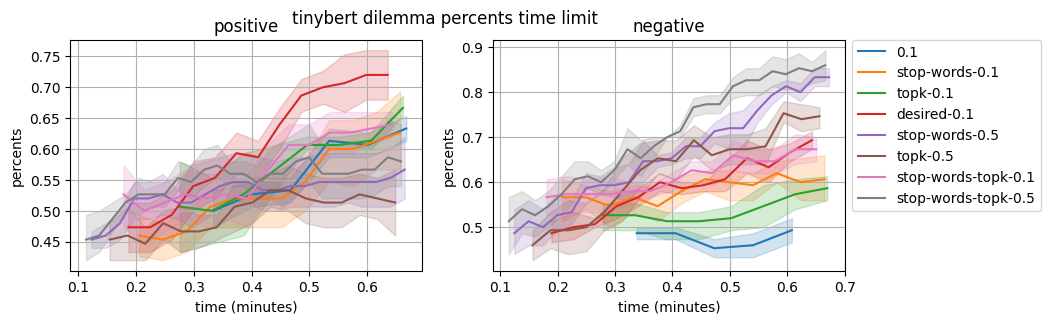 tinybert dilemma percents time limit
positive
negative
percents
0.75
0.70
0.65
0.60
0.55
0.50
0.45
0.1
0.2
0.3
0.4
0.5
0.6
time (minutes)
percents
0.9
0.8
0.7
0.6
0.5
0.1
0.2
0.3
0.4
0.5
0.6
0.7
time (minutes)
0.1
stop-words-0.1
topk-0.1
desired-0.1
stop-words-0.5
topk-0.5
stop-words-topk-0.1
stop-words-topk-0.5